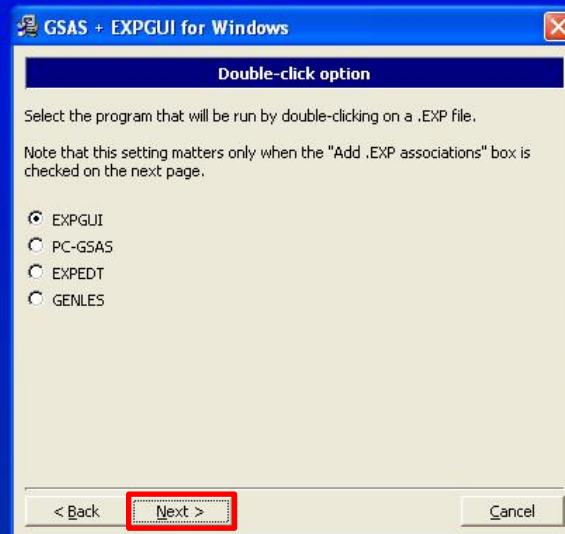 GSAS + EXPGUI for Windows
Double-click option
Select the program that will be run by double-clicking on a .EXP file.
Note that this setting matters only when the "Add .EXP associations" box is
checked on the next page.
EXPGUI
PC-GSAS
EXPEDT
GENLES
< Back Next > Cancel